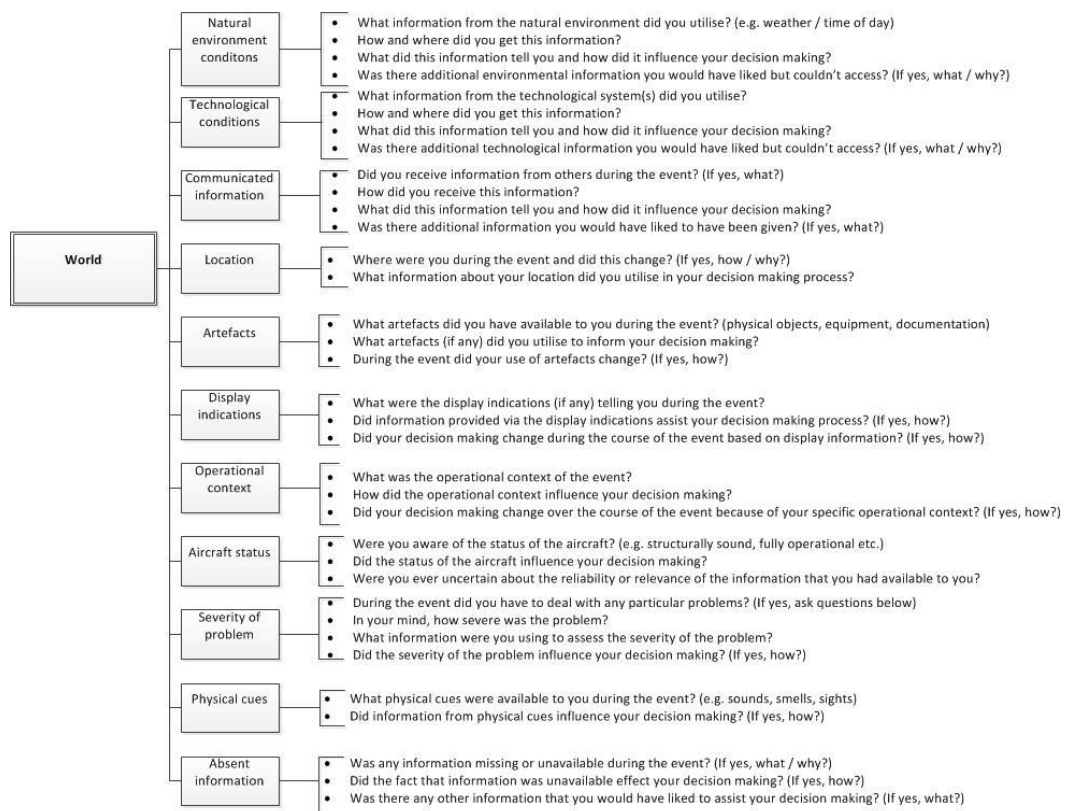 World
Natural
environment
conditons
• What information from the natural environment did you utilise? (e.g. weather / time of day)
• How and where did you get this information?
• What did this information tell you and how did it influence your decision making?
• Was there additional environmental information you would have liked but couldn't access? (If yes, what / why?)
Technological
conditions
• What information from the technological system(s) did you utilise?
• How and where did you get this information?
• What did this information tell you and how did it influence your decision making?
• Was there additional technological information you would have liked but couldn't access? (If yes, what / why?)
Communicated
information
• Did you receive information from others during the event? (If yes, what?)
• How did you receive this information?
• What did this information tell you and how did it influence your decision making?
• Was there additional information you would have liked to have been given? (If yes, what?)
Location
• Where were you during the event and did this change? (If yes, how / why?)
• What information about your location did you utilise in your decision making process?
Artefacts
• What artefacts did you have available to you during the event? (physical objects, equipment, documentation)
• What artefacts (if any) did you utilise to inform your decision making?
• During the event did your use of artefacts change? (If yes, how?)
Display
indications
• What were the display indications (if any) telling you during the event?
• Did information provided via the display indications assist your decision making process? (If yes, how?)
• Did your decision making change during the course of the event based on display information? (If yes, how?)
Operational
context
• What was the operational context of the event?
• How did the operational context influence your decision making?
• Did your decision making change over the course of the event because of your specific operational context? (If yes, how?)
Aircraft status
• Were you aware of the status of the aircraft? (e.g. structurally sound, fully operational etc.)
• Did the status of the aircraft influence your decision making?
• Were you ever uncertain about the reliability or relevance of the information that you had available to you?
Severity of
problem
• During the event did you have to deal with any particular problems? (If yes, ask questions below)
• In your mind, how severe was the problem?
• What information were you using to assess the severity of the problem?
• Did the severity of the problem influence your decision making? (If yes, how?)
Physical cues
• What physical cues were available to you during the event? (e.g. sounds, smells, sights)
• Did information from physical cues influence your decision making? (If yes, how?)
Absent
information
• Was any information missing or unavailable during the event? (If yes, what / why?)
• Did the fact that information was unavailable effect your decision making? (If yes, how?)
• Was there any other information that you would have liked to assist your decision making? (If yes, what?)